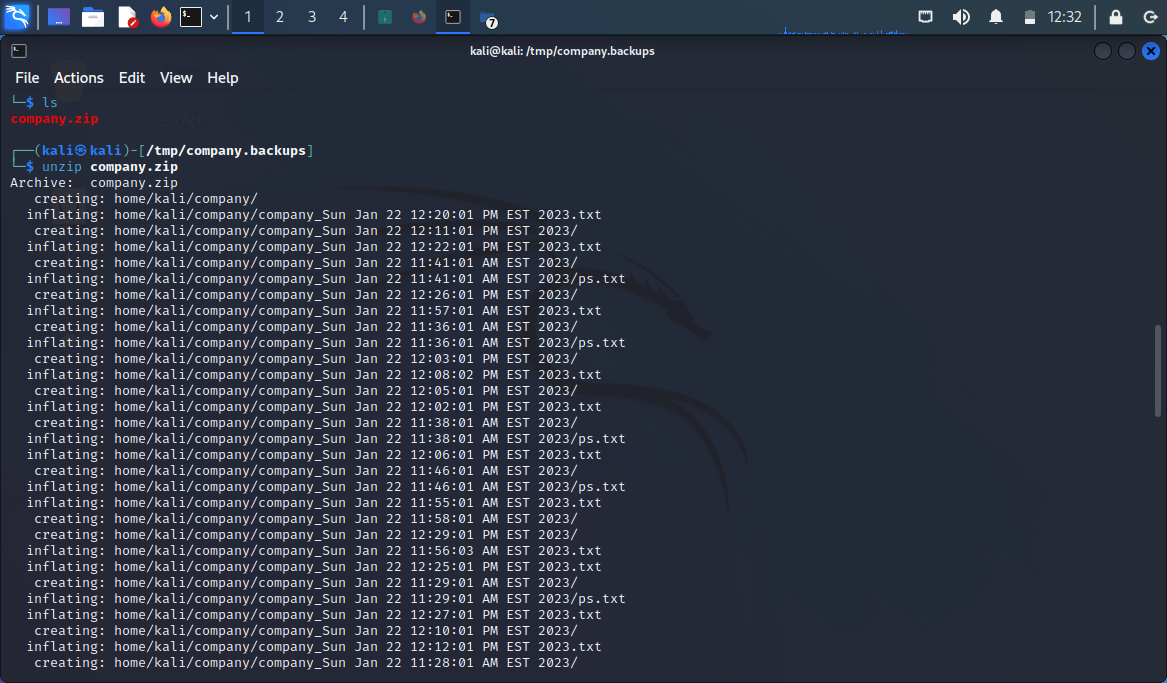 1 2 3 4 7 12:32
kali@kali: /tmp/company.backups
File Actions Edit View Help
└─$ ls
company.zip
┌──(kali㉿kali)-[/tmp/company.backups]
└─$ unzip company.zip
Archive:  company.zip
   creating: home/kali/company/
  inflating: home/kali/company/company_Sun Jan 22 12:20:01 PM EST 2023.txt
   creating: home/kali/company/company_Sun Jan 22 12:11:01 PM EST 2023/
  inflating: home/kali/company/company_Sun Jan 22 12:22:01 PM EST 2023.txt
   creating: home/kali/company/company_Sun Jan 22 11:41:01 AM EST 2023/
  inflating: home/kali/company/company_Sun Jan 22 11:41:01 AM EST 2023/ps.txt
   creating: home/kali/company/company_Sun Jan 22 12:26:01 PM EST 2023/
  inflating: home/kali/company/company_Sun Jan 22 11:57:01 AM EST 2023.txt
   creating: home/kali/company/company_Sun Jan 22 11:36:01 AM EST 2023/
  inflating: home/kali/company/company_Sun Jan 22 11:36:01 AM EST 2023/ps.txt
   creating: home/kali/company/company_Sun Jan 22 12:03:01 PM EST 2023/
  inflating: home/kali/company/company_Sun Jan 22 12:08:02 PM EST 2023.txt
   creating: home/kali/company/company_Sun Jan 22 12:05:01 PM EST 2023/
  inflating: home/kali/company/company_Sun Jan 22 12:02:01 PM EST 2023.txt
   creating: home/kali/company/company_Sun Jan 22 11:38:01 AM EST 2023/
  inflating: home/kali/company/company_Sun Jan 22 11:38:01 AM EST 2023/ps.txt
  inflating: home/kali/company/company_Sun Jan 22 12:06:01 PM EST 2023.txt
   creating: home/kali/company/company_Sun Jan 22 11:46:01 AM EST 2023/
  inflating: home/kali/company/company_Sun Jan 22 11:46:01 AM EST 2023/ps.txt
  inflating: home/kali/company/company_Sun Jan 22 11:55:01 AM EST 2023.txt
   creating: home/kali/company/company_Sun Jan 22 11:58:01 AM EST 2023/
   creating: home/kali/company/company_Sun Jan 22 12:29:01 PM EST 2023/
  inflating: home/kali/company/company_Sun Jan 22 11:56:03 AM EST 2023.txt
  inflating: home/kali/company/company_Sun Jan 22 12:25:01 PM EST 2023.txt
   creating: home/kali/company/company_Sun Jan 22 11:29:01 AM EST 2023/
  inflating: home/kali/company/company_Sun Jan 22 11:29:01 AM EST 2023/ps.txt
  inflating: home/kali/company/company_Sun Jan 22 12:27:01 PM EST 2023.txt
   creating: home/kali/company/company_Sun Jan 22 12:10:01 PM EST 2023/
  inflating: home/kali/company/company_Sun Jan 22 12:12:01 PM EST 2023.txt
   creating: home/kali/company/company_Sun Jan 22 11:28:01 AM EST 2023/